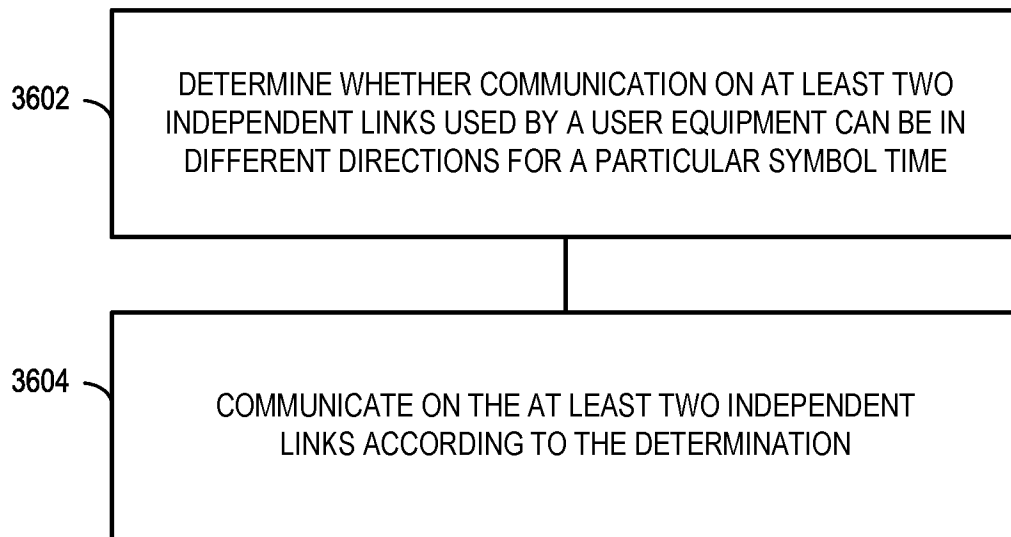 3602
DETERMINE WHETHER COMMUNICATION ON AT LEAST TWO
INDEPENDENT LINKS USED BY A USER EQUIPMENT CAN BE IN
DIFFERENT DIRECTIONS FOR A PARTICULAR SYMBOL TIME
3604
COMMUNICATE ON THE AT LEAST TWO INDEPENDENT
LINKS ACCORDING TO THE DETERMINATION